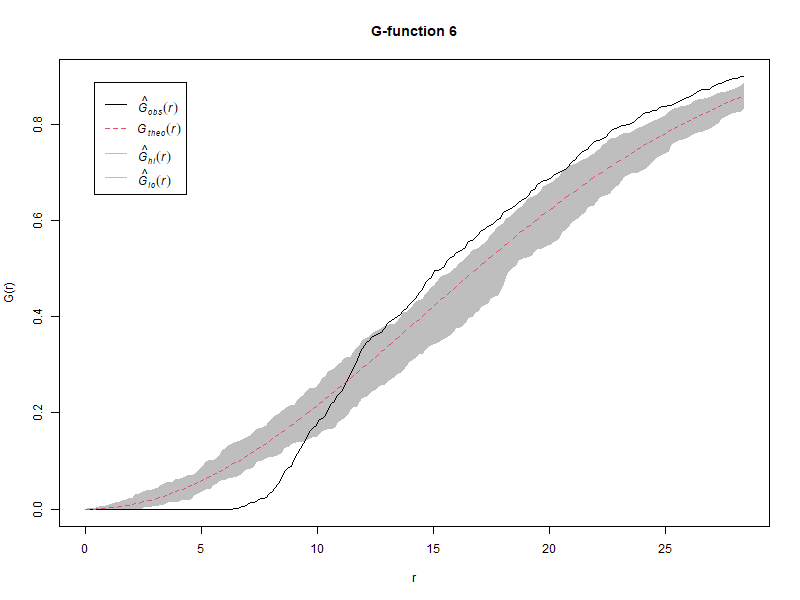 G-function 6
Ĝobs(r)
Gtheo(r)
Ĝhi(r)
Ĝlo(r)
G(r)
0.0
0.2
0.4
0.6
0.8
0 5 10 15 20 25
r